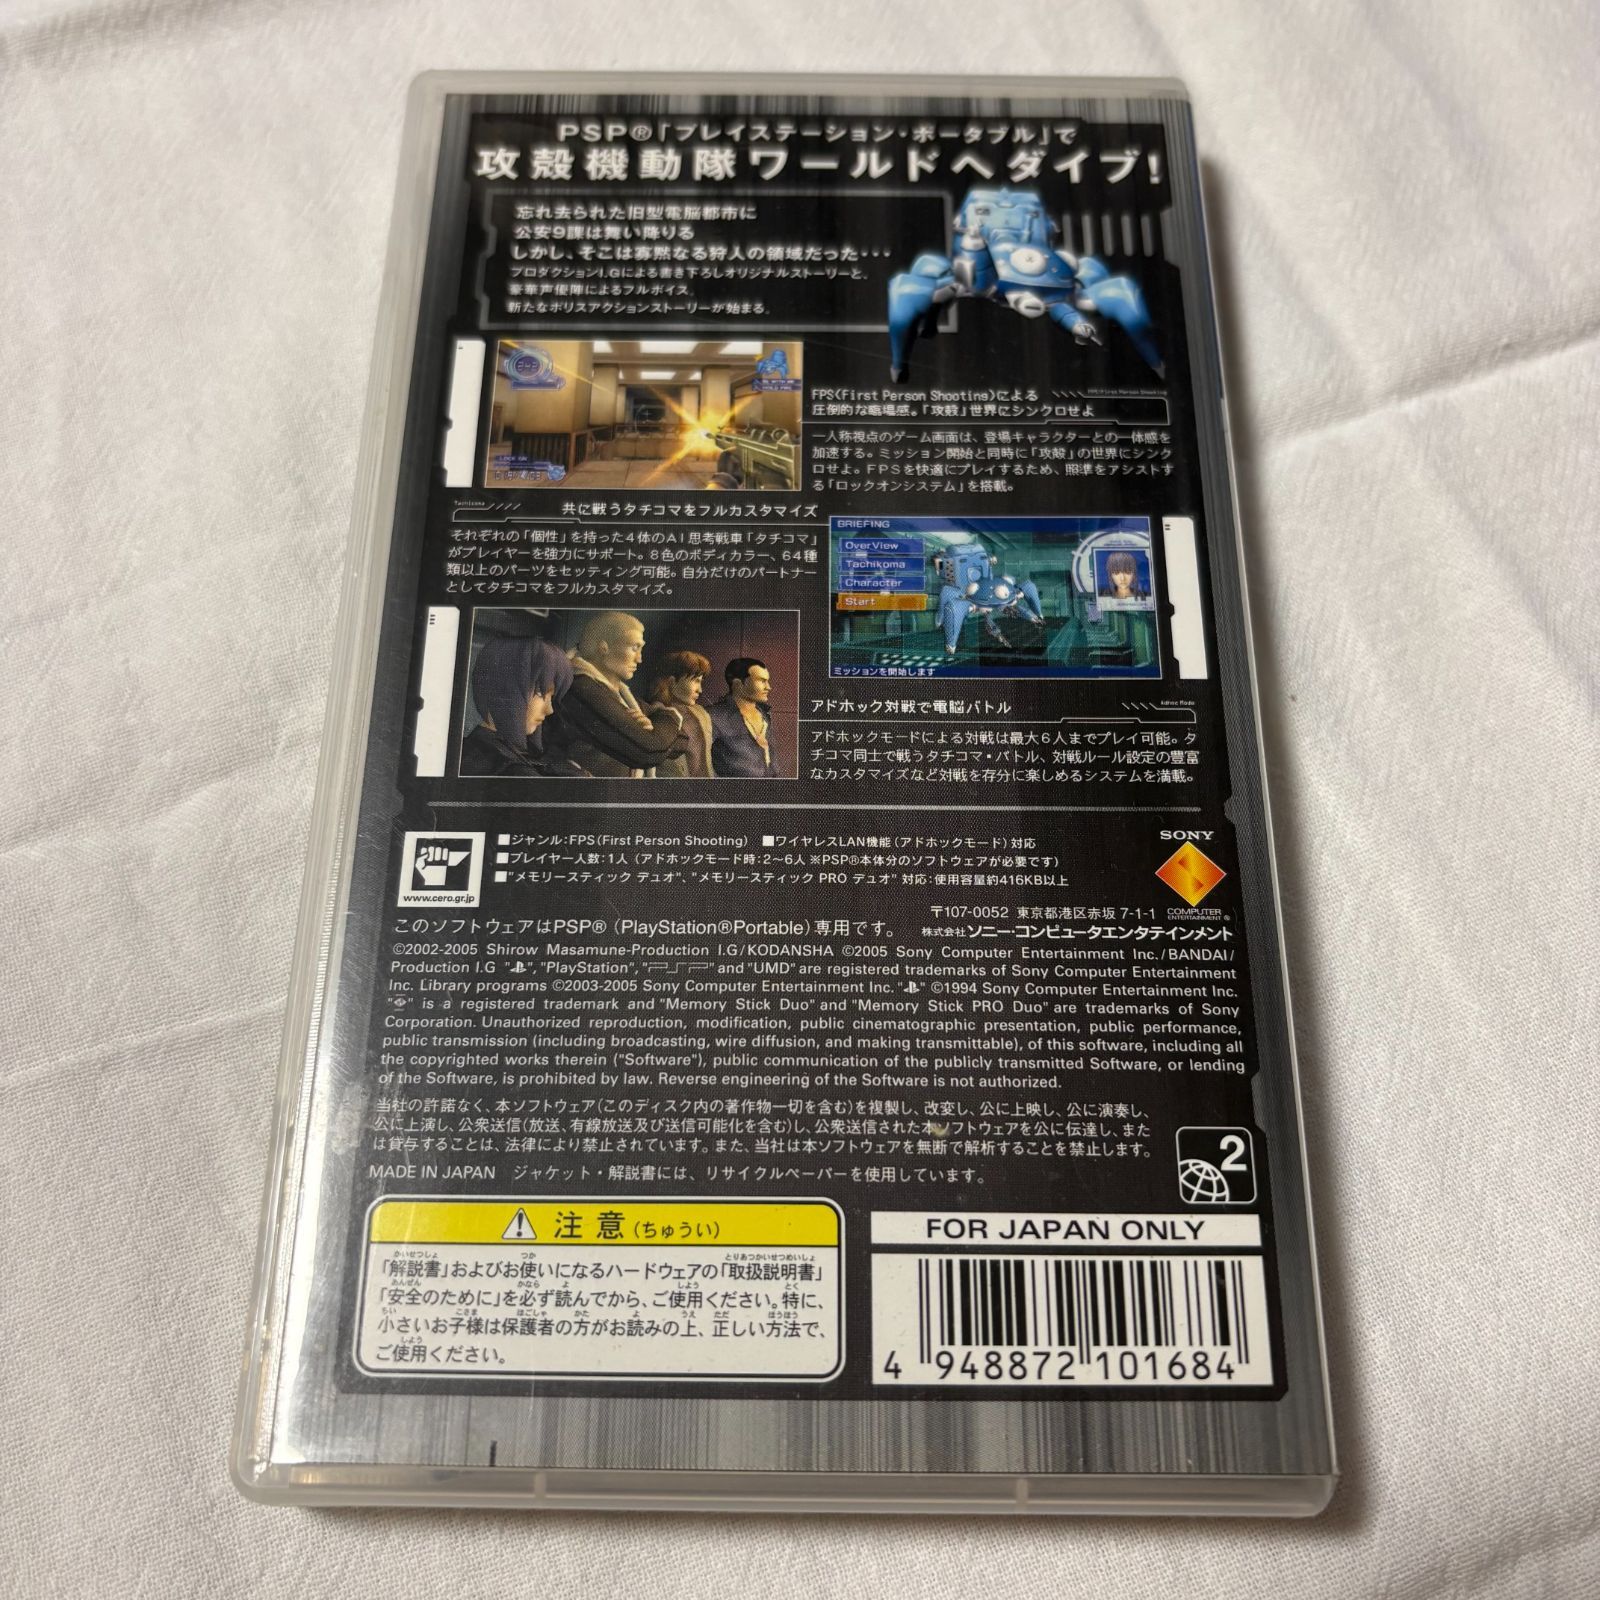 PSP®「プレイステーション・ポータブル」で
攻殻機動隊ワールドへダイブ!
忘れ去られた旧型電脳都市に
公安9課は舞い降りる
しかし、そこは寡黙なる狩人の領域だった・・・
プロダクションI.Gによる書き下ろしオリジナルストーリーと、
豪華声優陣によるフルボイス。
新たなポリスアクションストーリーが始まる。
FPS(First Person Shooting)による
圧倒的な臨場感。「攻殻」世界にシンクロせよ
一人称視点のゲーム画面は、登場キャラクターとの一体感を
加速する。ミッション開始と同時に「攻殻」の世界にシンク
ロせよ。FPSを快適にプレイするため、照準をアシストす
る「ロックオンシステム」を搭載。
LOCK ON
Tachikoma
共に戦うタチコマをフルカスタマイズ
それぞれの「個性」を持った4体のAI思考戦車「タチコマ」
がプレイヤーを強力にサポート。8色のボディカラー、64種
類以上のパーツをセッティング可能。自分だけのパートナー
としてタチコマをフルカスタマイズ。
BRIEFING
OverView
Tachikoma
Character
Start
ミッションを開始します
アドホック対戦で電脳バトル
Adhoc Mode
アドホックモードによる対戦は最大6人までプレイ可能。タ
チコマ同士で戦うタチコマ・バトル、対戦ルール設定の豊富
なカスタマイズなど対戦を存分に楽しめるシステムを満載。
www.cero.gr.jp
■ジャンル:FPS(First Person Shooting) ■ワイヤレスLAN機能(アドホックモード)対応
■プレイヤー人数:1人(アドホックモード時:2～6人 ※PSP®本体分のソフトウェアが必要です)
■"メモリースティック デュオ"、"メモリースティック PRO デュオ" 対応:使用容量約416KB以上
SONY
COMPUTER
ENTERTAINMENT ®
このソフトウェアはPSP®(PlayStation®Portable)専用です。
〒107-0052 東京都港区赤坂 7-1-1
株式会社ソニー・コンピュータエンタテインメント
©2002-2005 Shirow Masamune-Production I.G/KODANSHA ©2005 Sony Computer Entertainment Inc./BANDAI/
Production I.G "", "PlayStation", "PSP" and "UMD" are registered trademarks of Sony Computer Entertainment
Inc. Library programs ©2003-2005 Sony Computer Entertainment Inc. "" ©1994 Sony Computer Entertainment Inc.
"" is a registered trademark and "Memory Stick Duo" and "Memory Stick PRO Duo" are trademarks of Sony
Corporation. Unauthorized reproduction, modification, public cinematographic presentation, public performance,
public transmission (including broadcasting, wire diffusion, and making transmittable), of this software, including all
the copyrighted works therein ("Software"), public communication of the publicly transmitted Software, or lending
of the Software, is prohibited by law. Reverse engineering of the Software is not authorized.
当社の許諾なく、本ソフトウェア(このディスク内の著作物一切を含む)を複製し、改変し、公に上映し、公に演奏し、
公に上演し、公衆送信(放送、有線放送及び送信可能化を含む)し、公衆送信された本ソフトウェアを公に伝達し、また
は貸与することは、法律により禁止されています。また、当社は本ソフトウェアを無断で解析することを禁止します。
MADE IN JAPAN ジャケット・解説書には、リサイクルペーパーを使用しています。
2
注意(ちゅうい)
「解説書」およびお使いになるハードウェアの「取扱説明書」
「安全のために」を必ず読んでから、ご使用ください。特に、
小さいお子様は保護者の方がお読みの上、正しい方法で、
ご使用ください。
FOR JAPAN ONLY
4 948872 101684